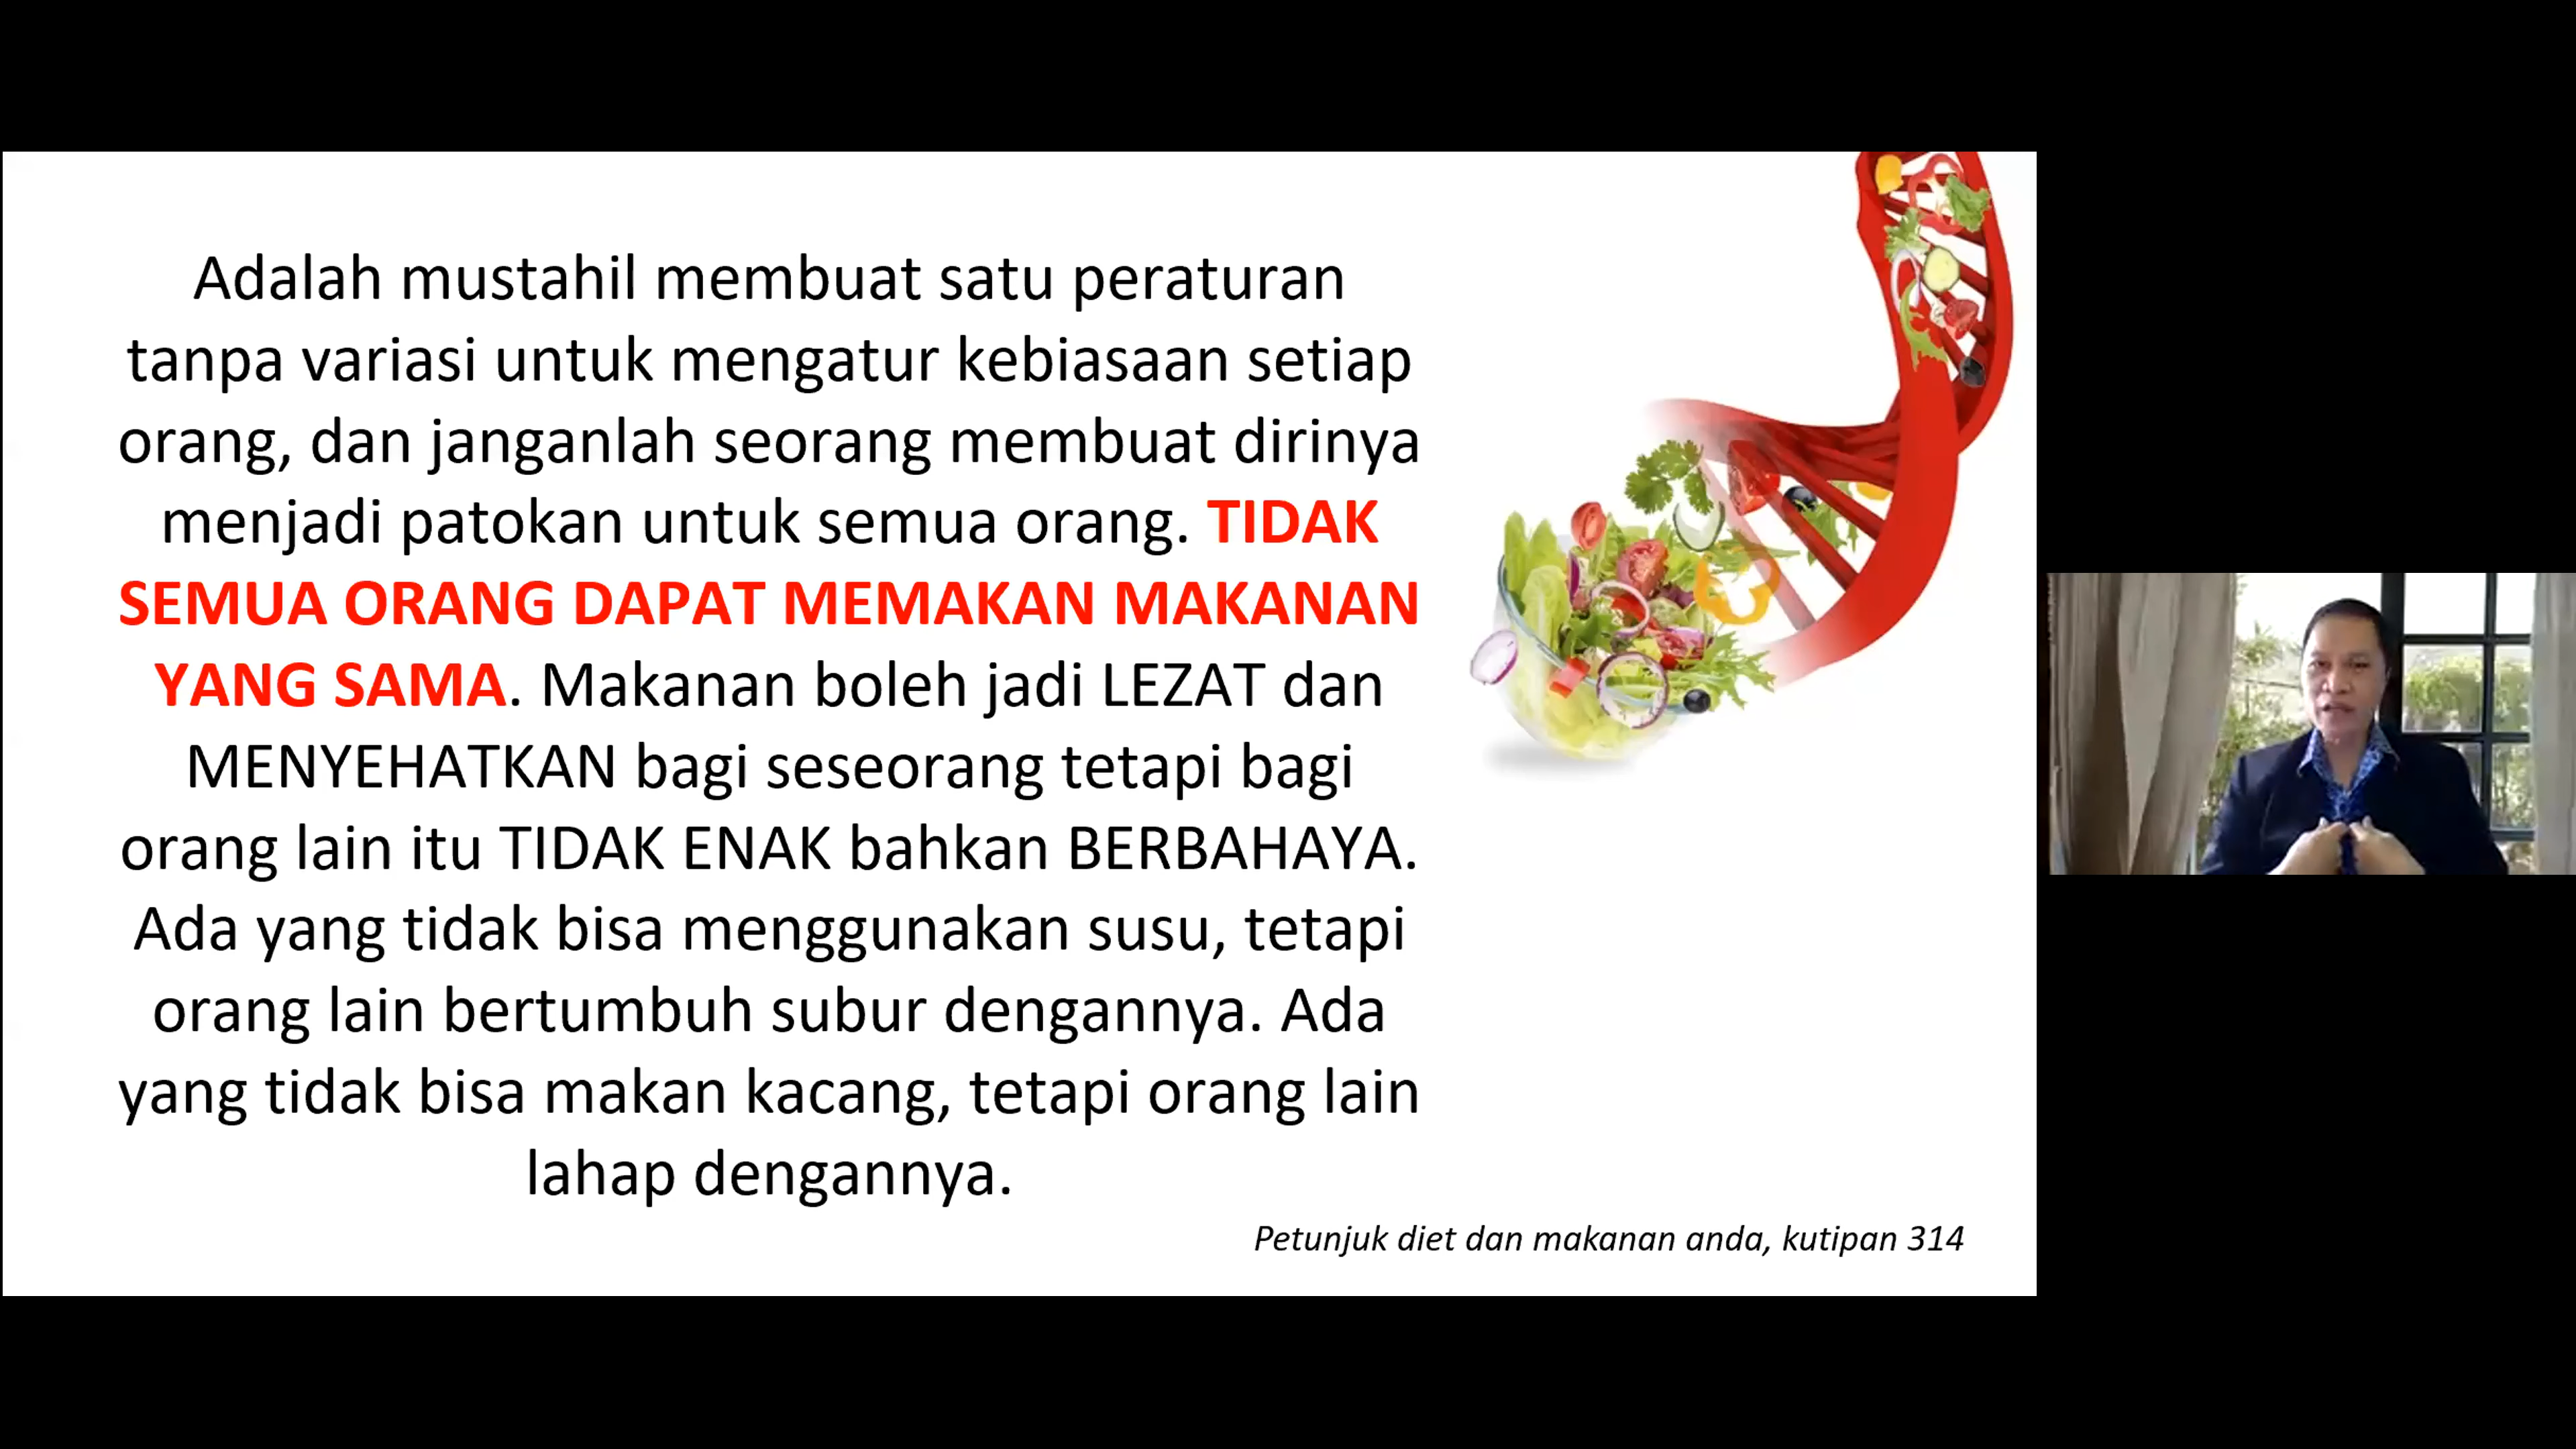 Adalah mustahil membuat satu peraturan
tanpa variasi untuk mengatur kebiasaan setiap
orang, dan janganlah seorang membuat dirinya
menjadi patokan untuk semua orang. TIDAK
SEMUA ORANG DAPAT MEMAKAN MAKANAN
YANG SAMA. Makanan boleh jadi LEZAT dan
MENYEHATKAN bagi seseorang tetapi bagi
orang lain itu TIDAK ENAK bahkan BERBAHAYA.
Ada yang tidak bisa menggunakan susu, tetapi
orang lain bertumbuh subur dengannya. Ada
yang tidak bisa makan kacang, tetapi orang lain
lahap dengannya.
Petunjuk diet dan makanan anda, kutipan 314